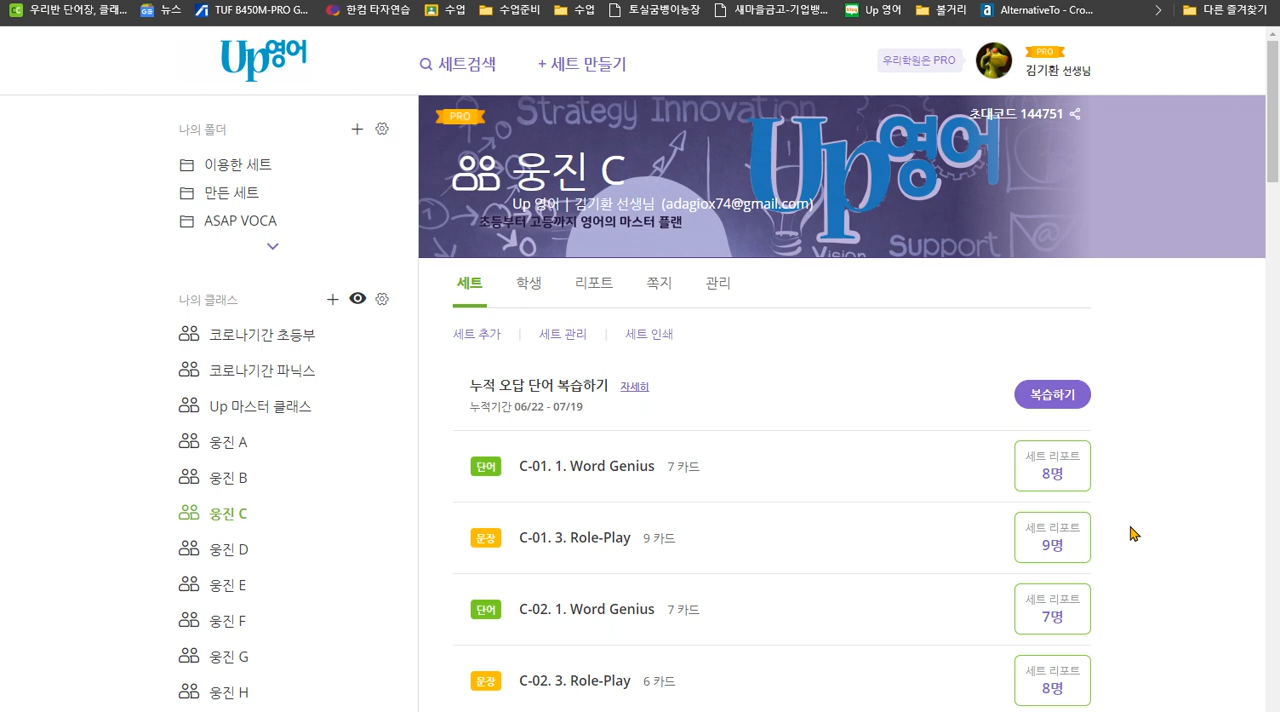 우리반 단어장, 클래... 뉴스 TUF B450M-PRO G... 한컴 타자연습 수업 수업준비 수업 토실굼벵이농장 새마을금고-기업뱅... Up 영어 볼거리 AlternativeTo - Cro... 다른 즐겨찾기
Up영어
세트검색
+ 세트 만들기
우리학원은 PRO
PRO
김기환 선생님
나의 폴더
이용한 세트
만든 세트
ASAP VOCA
나의 클래스
코로나기간 초등부
코로나기간 파닉스
Up 마스터 클래스
웅진 A
웅진 B
웅진 C
웅진 D
웅진 E
웅진 F
웅진 G
웅진 H
Strategy Innovation
PRO
초대코드 144751
웅진 C
Up영어
Up 영어 | 김기환 선생님 (adagiox74@gmail.com)
초등부터 고등까지 영어의 마스터 플랜
Support
Vision
세트 학생 리포트 쪽지 관리
세트 추가 | 세트 관리 | 세트 인쇄
누적 오답 단어 복습하기 자세히
누적기간 06/22 - 07/19
복습하기
단어 C-01. 1. Word Genius 7 카드
세트 리포트
8명
문장 C-01. 3. Role-Play 9 카드
세트 리포트
9명
단어 C-02. 1. Word Genius 7 카드
세트 리포트
7명
문장 C-02. 3. Role-Play 6 카드
세트 리포트
8명